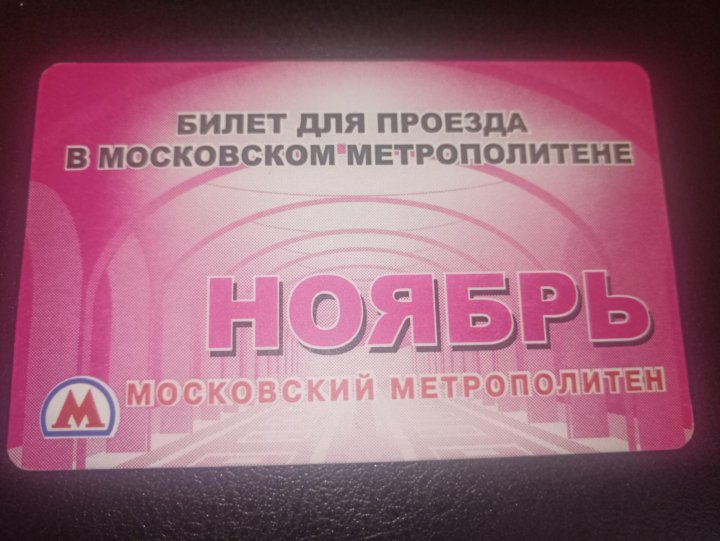 БИЛЕТ ДЛЯ ПРОЕЗДА
В МОСКОВСКОМ МЕТРОПОЛИТЕНЕ
НОЯБРЬ
М
МОСКОВСКИЙ МЕТРОПОЛИТЕН